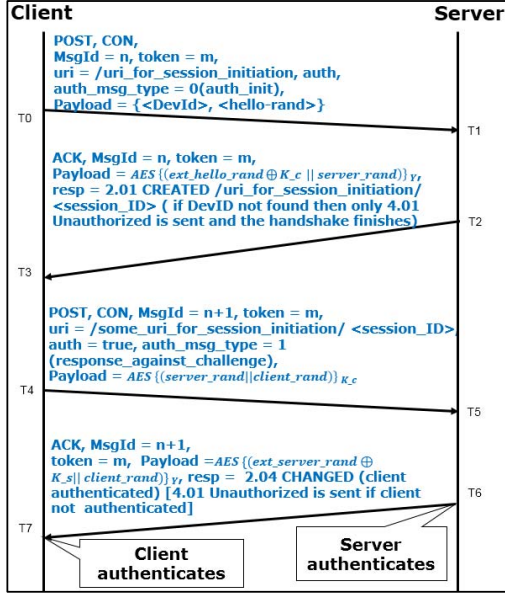 Client Server
POST, CON,
MsgId = n, token = m,
uri = /uri_for_session_initiation, auth,
auth_msg_type = 0(auth_init),
Payload = {<DevId>, <hello-rand>}
T0
T1
ACK, MsgId = n, token = m,
Payload = AES {(ext_hello_rand ⊕ K_c || server_rand)} Y,
resp = 2.01 CREATED /uri_for_session_initiation/
<session_ID> ( if DevID not found then only 4.01
Unauthorized is sent and the handshake finishes)
T2
T3
POST, CON, MsgId = n+1, token = m,
uri = /some_uri_for_session_initiation/ <session_ID>,
auth = true, auth_msg_type = 1
(response_against_challenge),
Payload = AES {(server_rand||client_rand)} K_c
T4
T5
ACK, MsgId = n+1,
token = m, Payload =AES {(ext_server_rand ⊕
K_s|| client_rand)} Y, resp = 2.04 CHANGED (client
authenticated) [4.01 Unauthorized is sent if client
not authenticated]
T6
T7
Client
authenticates
Server
authenticates